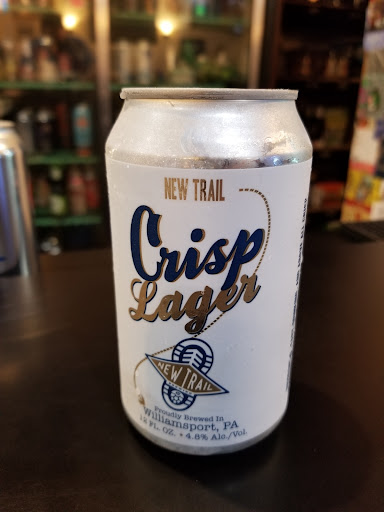 NEW TRAIL
Crisp
Lager
NEW TRAIL
Proudly Brewed In
Williamsport, PA
12 FL. OZ. • 4.8% Alc./Vol.